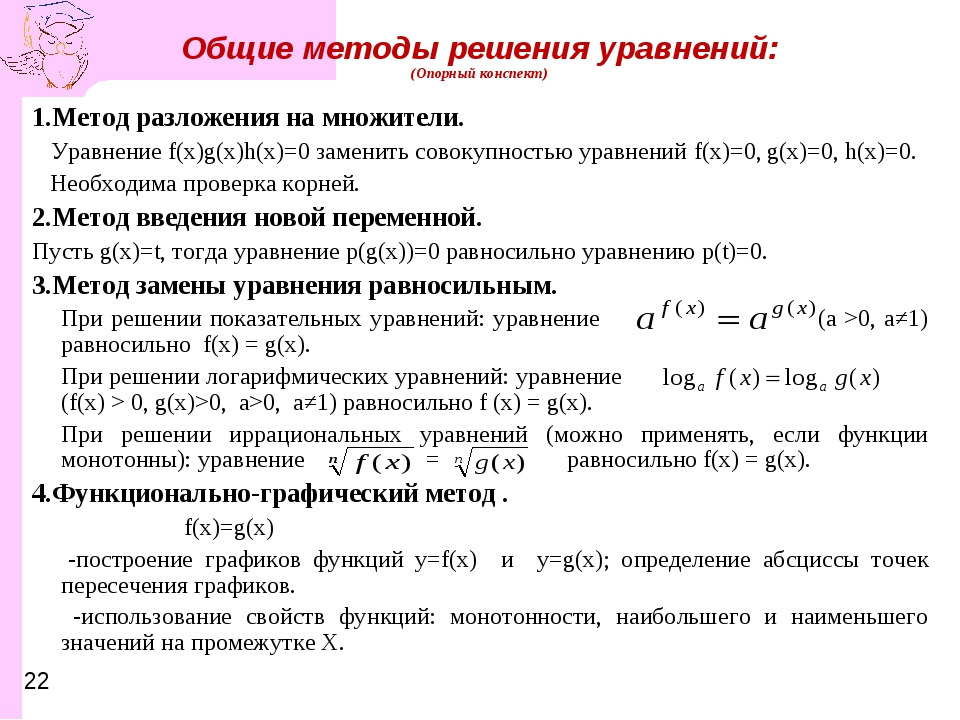 Общие методы решения уравнений:
(Опорный конспект)
1.Метод разложения на множители.
Уравнение f(x)g(x)h(x)=0 заменить совокупностью уравнений f(x)=0, g(x)=0, h(x)=0.
Необходима проверка корней.
2.Метод введения новой переменной.
Пусть g(x)=t, тогда уравнение p(g(x))=0 равносильно уравнению p(t)=0.
3.Метод замены уравнения равносильным.
При решении показательных уравнений: уравнение a^{f(x)} = a^{g(x)} (a >0, a≠1)
равносильно f(x) = g(x).
При решении логарифмических уравнений: уравнение log_a f(x) = log_a g(x)
(f(x) > 0, g(x)>0, a>0, a≠1) равносильно f (x) = g(x).
При решении иррациональных уравнений (можно применять, если функции
монотонны): уравнение ⁿ√f(x) = ⁿ√g(x) равносильно f(x) = g(x).
4.Функционально-графический метод .
f(x)=g(x)
-построение графиков функций y=f(x) и y=g(x); определение абсциссы точек
пересечения графиков.
-использование свойств функций: монотонности, наибольшего и наименьшего
значений на промежутке X.
22